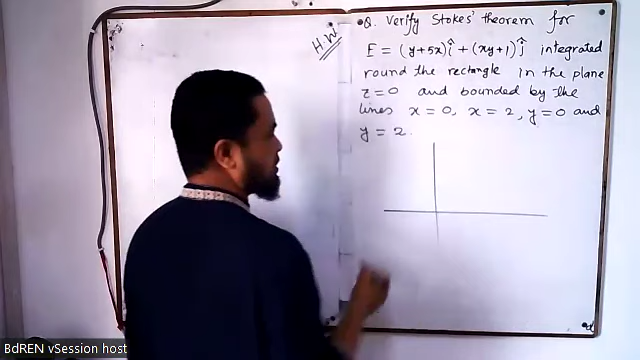 H.W
Q. Verify Stokes' theorem for
F = (y+5x)î + (xy+1)ĵ integrated
round the rectangle in the plane
z=0 and bounded by the
lines x=0, x=2, y=0 and
y = 2.
BdREN vSession host